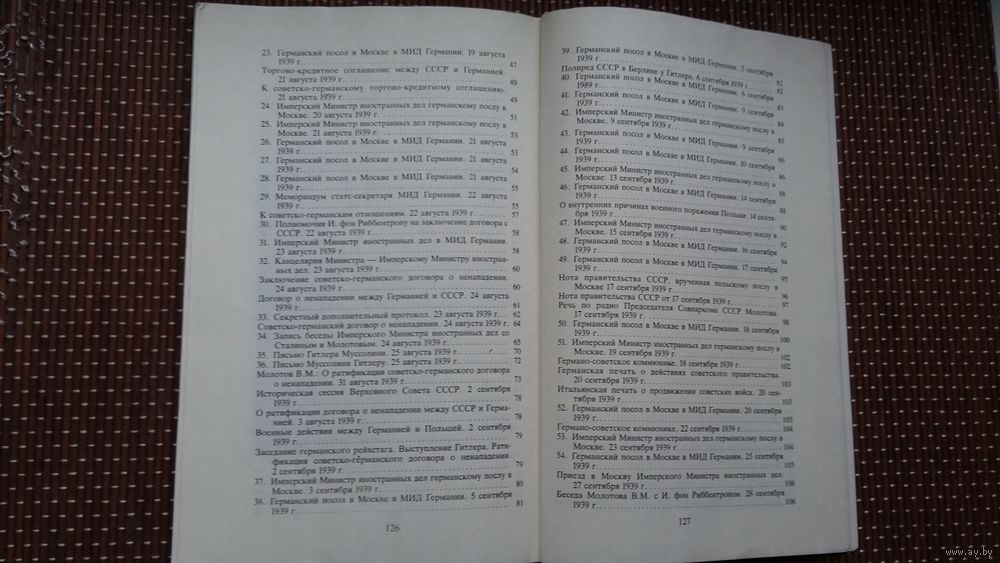 23. Германский посол в Москве в МИД Германии. 19 августа
1939 г. 47
Торгово-кредитное соглашение между СССР и Германией.
21 августа 1939 г. 49
К советско-германскому торгово-кредитному соглашению.
21 августа 1939 г. 49
24. Имперский Министр иностранных дел германскому послу в
Москве. 20 августа 1939 г. 51
25. Имперский Министр иностранных дел германскому послу в
Москве. 21 августа 1939 г. 53
26. Германский посол в Москве в МИД Германии. 21 августа
1939 г. 53
27. Германский посол в Москве в МИД Германии. 21 августа
1939 г. 54
28. Германский посол в Москве в МИД Германии. 21 августа
1939 г. 55
29. Меморандум статс-секретаря МИД Германии. 22 августа
1939 г. 55
К советско-германским отношениям. 22 августа 1939 г. 57
30. Полномочия И. фон Риббентропу на заключение договора с
СССР. 22 августа 1939 г. 58
31. Имперский Министр иностранных дел в МИД Германии.
23 августа 1939 г. 58
32. Канцелярия Министра — Имперскому Министру иностран-
ных дел. 23 августа 1939 г. 60
Заключение советско-германского договора о ненападении.
24 августа 1939 г. 60
Договор о ненападении между Германией и СССР. 24 августа
1939 г. 61
33. Секретный дополнительный протокол. 23 августа 1939 г. 62
Советско-германский договор о ненападении. 24 августа 1939 г. 64
34. Запись беседы Имперского Министра иностранных дел со
Сталиным и Молотовым. 24 августа 1939 г. 65
35. Письмо Гитлера Муссолини. 25 августа 1939 г. 70
36. Письмо Муссолини Гитлеру. 25 августа 1939 г. 72
Молотов В.М.: О ратификации советско-германского договора
о ненападении. 31 августа 1939 г. 73
Историческая сессия Верховного Совета СССР. 2 сентября
1939 г. 78
О ратификации договора о ненападении между СССР и Герма-
нией. 3 августа 1939 г. 78
Военные действия между Германией и Польшей. 2 сентября
1939 г. 79
Заседание германского рейхстага. Выступление Гитлера. Рати-
фикация советско-германского договора о ненападении.
2 сентября 1939 г. 79
37. Имперский Министр иностранных дел германскому послу в
Москве. 3 сентября 1939 г. 80
38. Германский посол в Москве в МИД Германии. 5 сентября
1939 г. 81
126
39. Германский посол в Москве в МИД Германии. 5 сентября
1939 г. 82
Полпред СССР в Берлине у Гитлера. 6 сентября 1939 г. 82
40. Германский посол в Москве в МИД Германии. 6 сентября
1939 г. 83
41. Германский посол в Москве в МИД Германии. 9 сентября
1939 г. 84
42. Имперский Министр иностранных дел германскому послу в
Москве. 9 сентября 1939 г. 85
43. Германский посол в Москве в МИД Германии. 9 сентября
1939 г. 86
44. Германский посол в Москве в МИД Германии. 10 сентября
1939 г. 86
45. Имперский Министр иностранных дел германскому послу в
Москве. 13 сентября 1939 г. 88
46. Германский посол в Москве в МИД Германии. 14 сентября
1939 г. 88
О внутренних причинах военного поражения Польши. 14 сентя-
бря 1939 г. 90
47. Имперский Министр иностранных дел германскому послу в
Москве. 15 сентября 1939 г. 92
48. Германский посол в Москве в МИД Германии. 16 сентября
1939 г. 94
49. Германский посол в Москве в МИД Германии. 17 сентября
1939 г. 95
Нота правительства СССР, врученная польскому послу в
Москве 17 сентября 1939 г. 96
Нота правительства СССР от 17 сентября 1939 г. 97
Речь по радио Председателя Совнаркома СССР Молотова.
17 сентября 1939 г. 98
50. Германский посол в Москве в МИД Германии. 18 сентября
1939 г. 100
51. Имперский Министр иностранных дел германскому послу в
Москве. 19 сентября 1939 г. 102
Германо-советское коммюнике. 18 сентября 1939 г. 102
Германская печать о действиях советского правительства.
20 сентября 1939 г. 103
Итальянская печать о продвижении советских войск. 20 сен-
тября 1939 г. 103
52. Германский посол в Москве в МИД Германии. 20 сентября
1939 г. 103
Германо-советское коммюнике. 22 сентября 1939 г. 104
53. Имперский Министр иностранных дел германскому послу в
Москве. 23 сентября 1939 г. 104
54. Германский посол в Москве в МИД Германии. 25 сентября
1939 г. 105
Приезд в Москву Имперского Министра иностранных дел.
27 сентября 1939 г. 106
Беседа Молотова В.М. с И. фон Риббентропом. 28 сентября
1939 г. 106
127
www.ay.by